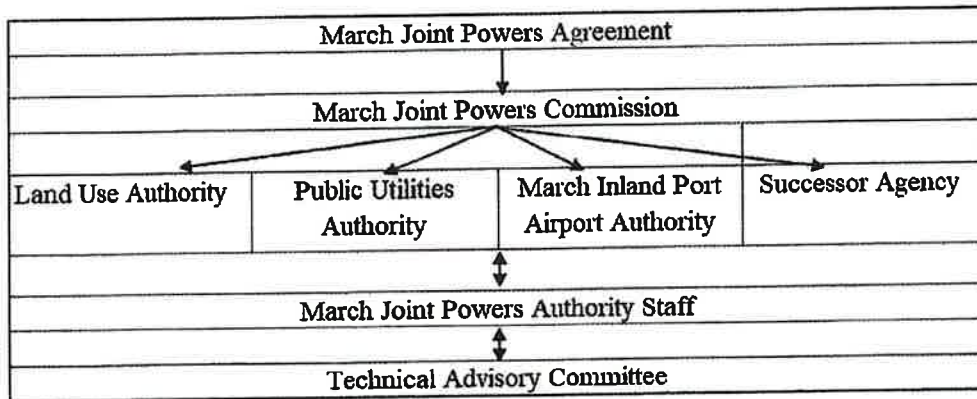 March Joint Powers Agreement
March Joint Powers Commission
Land Use Authority
Public Utilities
Authority
March Inland Port
Airport Authority
Successor Agency
March Joint Powers Authority Staff
Technical Advisory Committee